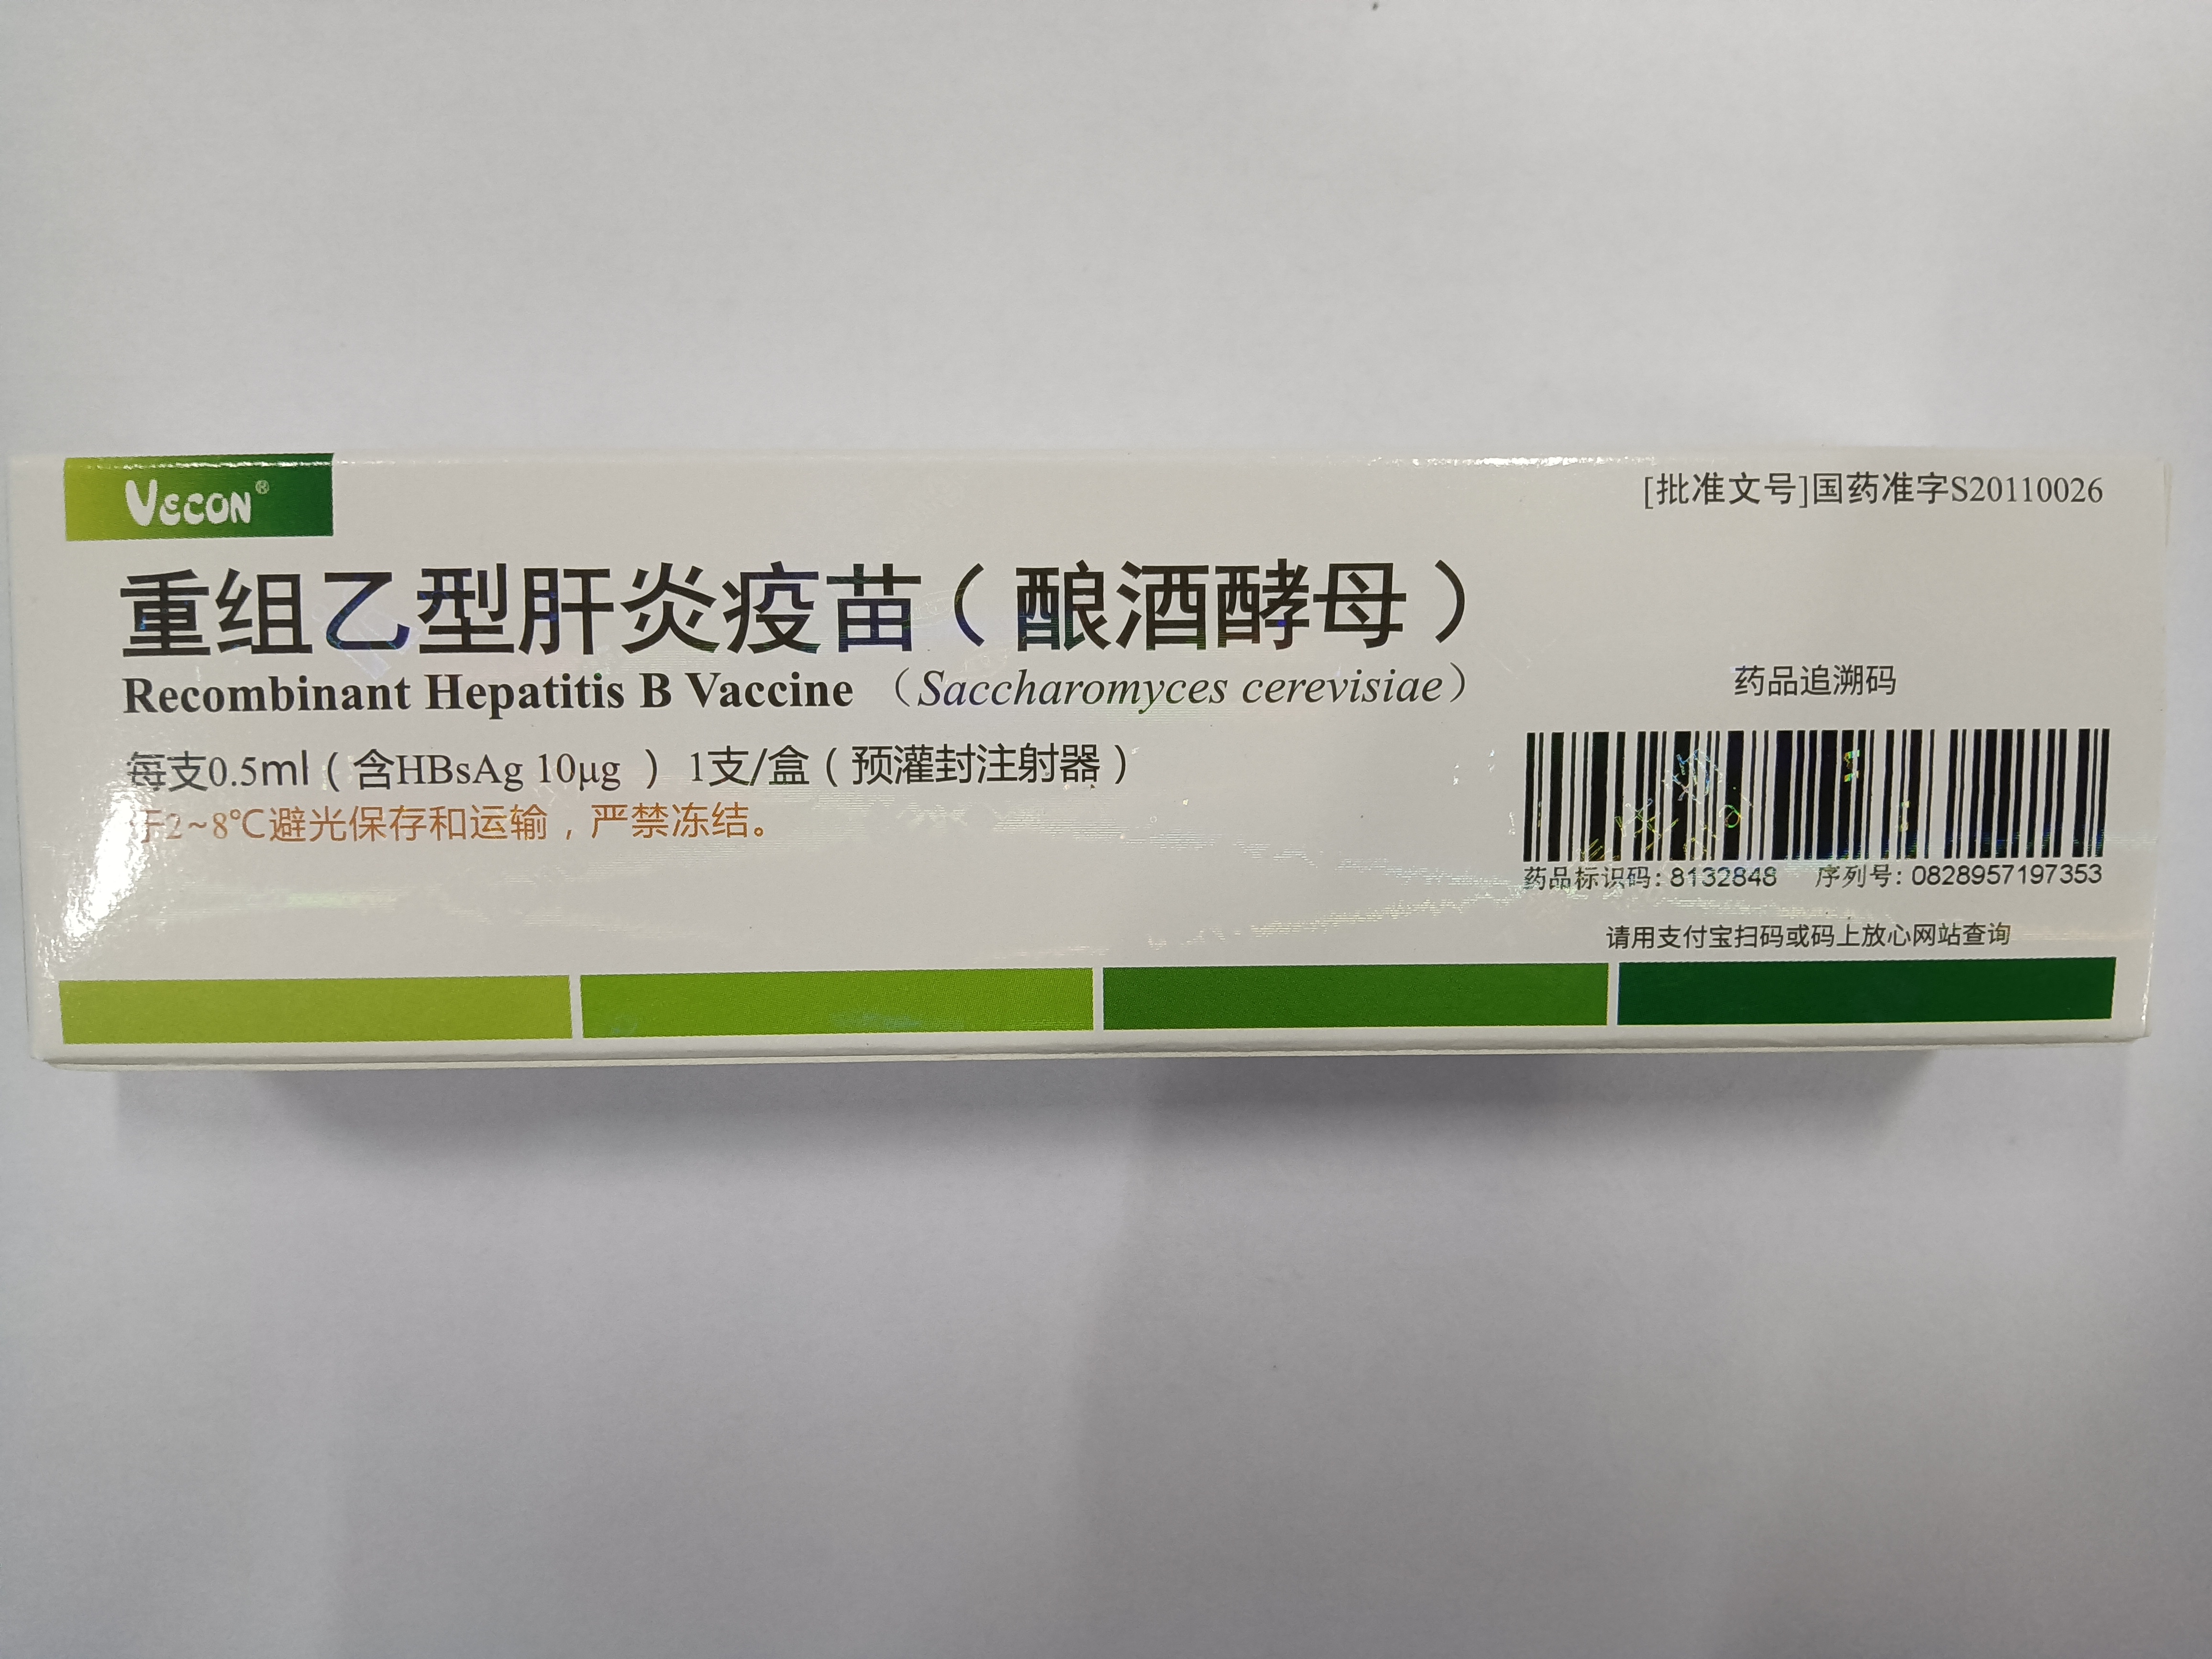 VECON®
[批准文号]国药准字S20110026
重组乙型肝炎疫苗（酿酒酵母）
Recombinant Hepatitis B Vaccine（Saccharomyces cerevisiae）
每支0.5ml（含HBsAg 10μg ） 1支/盒（预灌封注射器）
于2~8℃避光保存和运输，严禁冻结。
药品追溯码
药品标识码: 8132848 序列号: 0828957197353
请用支付宝扫码或码上放心网站查询